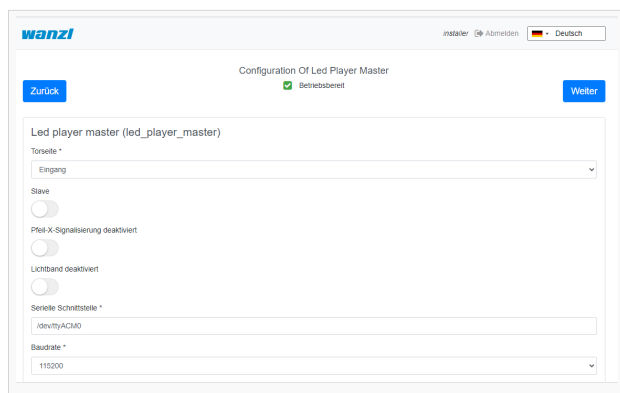 wanzl
installer Abmelden Deutsch
Configuration Of Led Player Master
Zurück
Betriebsbereit
Weiter
Led player master (led_player_master)
Torseite *
Eingang
Slave
Pfeil-X-Signalisierung deaktiviert
Lichtband deaktiviert
Serielle Schnittstelle *
/dev/ttyACM0
Baudrate *
115200